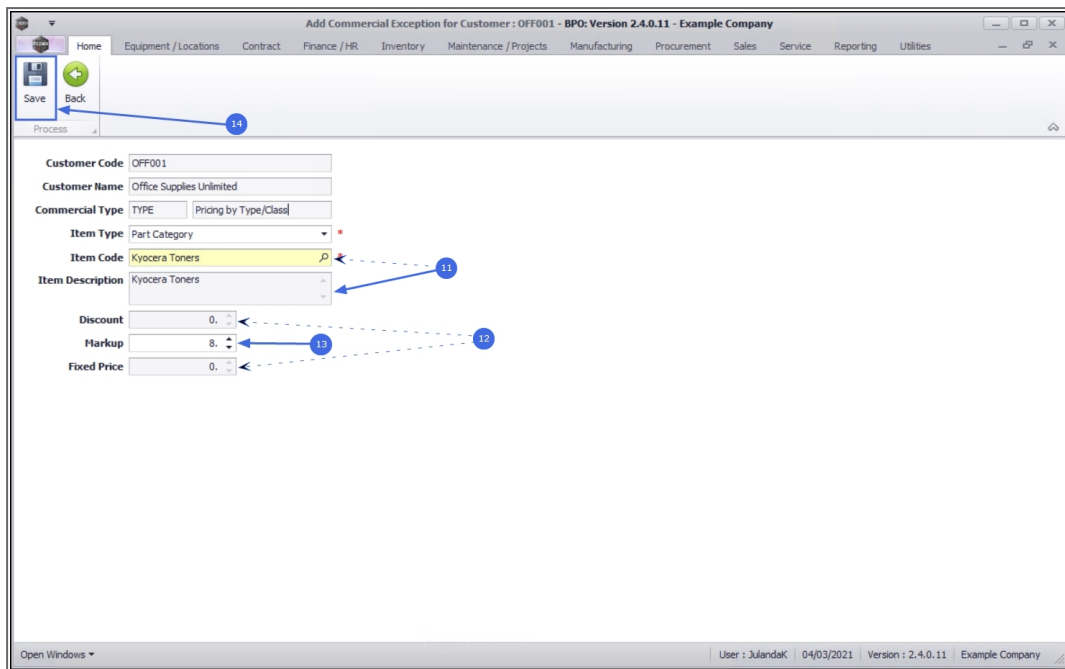 Add Commercial Exception for Customer : OFF001 - BPO: Version 2.4.0.11 - Example Company
Home Equipment / Locations Contract Finance / HR Inventory Maintenance / Projects Manufacturing Procurement Sales Service Reporting Utilities
Save Back
Process
14
Customer Code OFF001
Customer Name Office Supplies Unlimited
Commercial Type TYPE Pricing by Type/Class
Item Type Part Category *
Item Code Kyocera Toners *
11
Item Description Kyocera Toners
Discount 0.
12
Markup 8. 13
Fixed Price 0.
Open Windows User : JulandaK 04/03/2021 Version : 2.4.0.11 Example Company